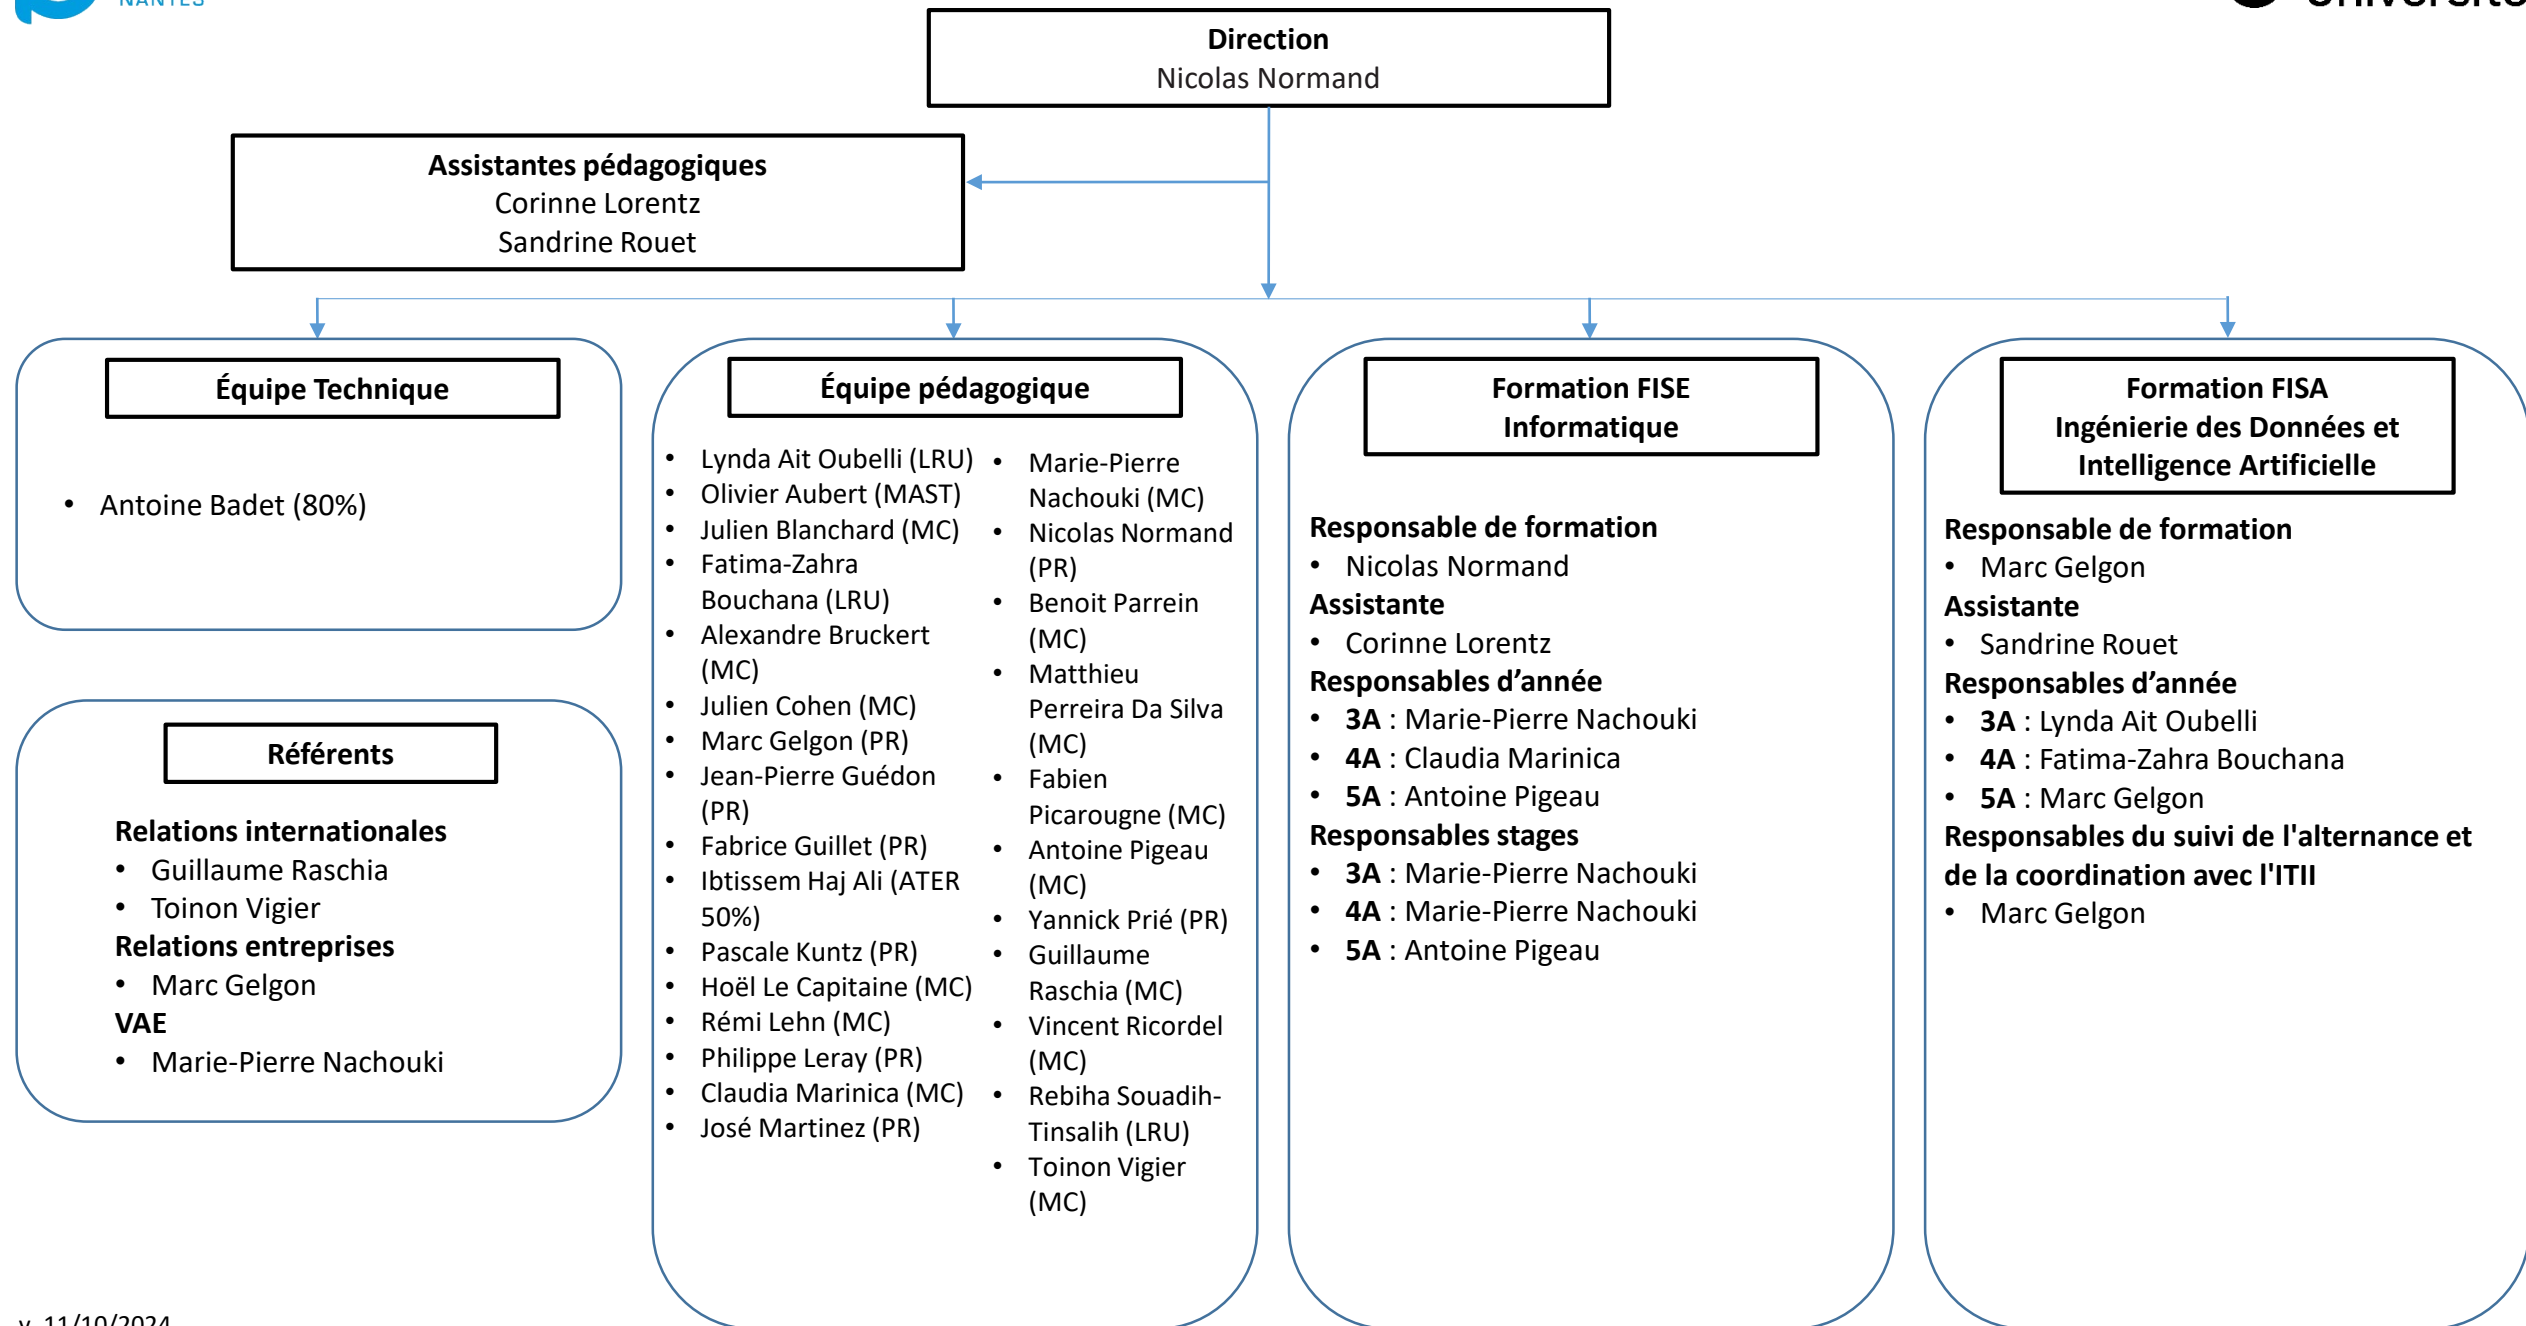 NANTES
Université
Direction
Nicolas Normand
Assistantes pédagogiques
Corinne Lorentz
Sandrine Rouet
Équipe Technique
• Antoine Badet (80%)
Référents
Relations internationales
• Guillaume Raschia
• Toinon Vigier
Relations entreprises
• Marc Gelgon
VAE
• Marie-Pierre Nachouki
Équipe pédagogique
• Lynda Ait Oubelli (LRU)
• Olivier Aubert (MAST)
• Julien Blanchard (MC)
• Fatima-Zahra
Bouchana (LRU)
• Alexandre Bruckert
(MC)
• Julien Cohen (MC)
• Marc Gelgon (PR)
• Jean-Pierre Guédon
(PR)
• Fabrice Guillet (PR)
• Ibtissem Haj Ali (ATER
50%)
• Pascale Kuntz (PR)
• Hoël Le Capitaine (MC)
• Rémi Lehn (MC)
• Philippe Leray (PR)
• Claudia Marinica (MC)
• José Martinez (PR)
• Marie-Pierre
Nachouki (MC)
• Nicolas Normand
(PR)
• Benoit Parrein
(MC)
• Matthieu
Perreira Da Silva
(MC)
• Fabien
Picarougne (MC)
• Antoine Pigeau
(MC)
• Yannick Prié (PR)
• Guillaume
Raschia (MC)
• Vincent Ricordel
(MC)
• Rebiha Souadih-
Tinsalih (LRU)
• Toinon Vigier
(MC)
Formation FISE
Informatique
Responsable de formation
• Nicolas Normand
Assistante
• Corinne Lorentz
Responsables d’année
• 3A : Marie-Pierre Nachouki
• 4A : Claudia Marinica
• 5A : Antoine Pigeau
Responsables stages
• 3A : Marie-Pierre Nachouki
• 4A : Marie-Pierre Nachouki
• 5A : Antoine Pigeau
Formation FISA
Ingénierie des Données et
Intelligence Artificielle
Responsable de formation
• Marc Gelgon
Assistante
• Sandrine Rouet
Responsables d’année
• 3A : Lynda Ait Oubelli
• 4A : Fatima-Zahra Bouchana
• 5A : Marc Gelgon
Responsables du suivi de l'alternance et
de la coordination avec l'ITII
• Marc Gelgon
v. 11/10/2024